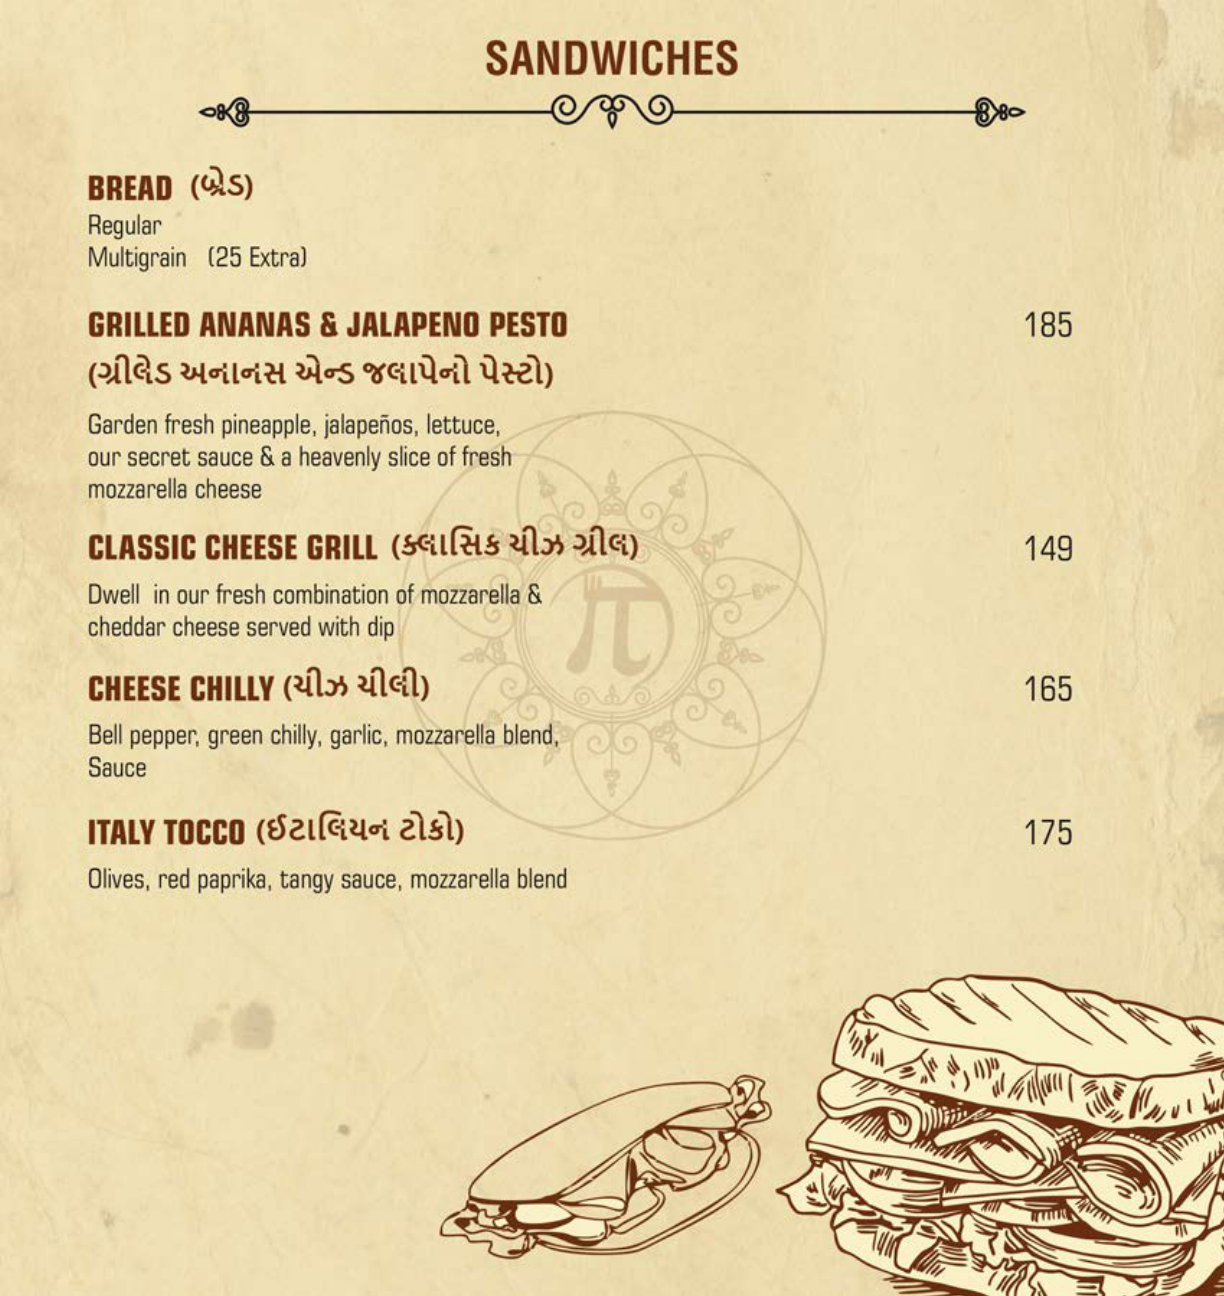 SANDWICHES
BREAD (બ્રેડ)
Regular
Multigrain (25 Extra)
GRILLED ANANAS & JALAPENO PESTO 185
(ગ્રીલેડ અનાનસ એન્ડ જલાપેનો પેસ્ટો)
Garden fresh pineapple, jalapeños, lettuce,
our secret sauce & a heavenly slice of fresh
mozzarella cheese
CLASSIC CHEESE GRILL (ક્લાસિક ચીઝ ગ્રીલ) 149
Dwell in our fresh combination of mozzarella &
cheddar cheese served with dip
CHEESE CHILLY (ચીઝ ચીલી) 165
Bell pepper, green chilly, garlic, mozzarella blend,
Sauce
ITALY TOCCO (ઈટાલિયન ટોકો) 175
Olives, red paprika, tangy sauce, mozzarella blend